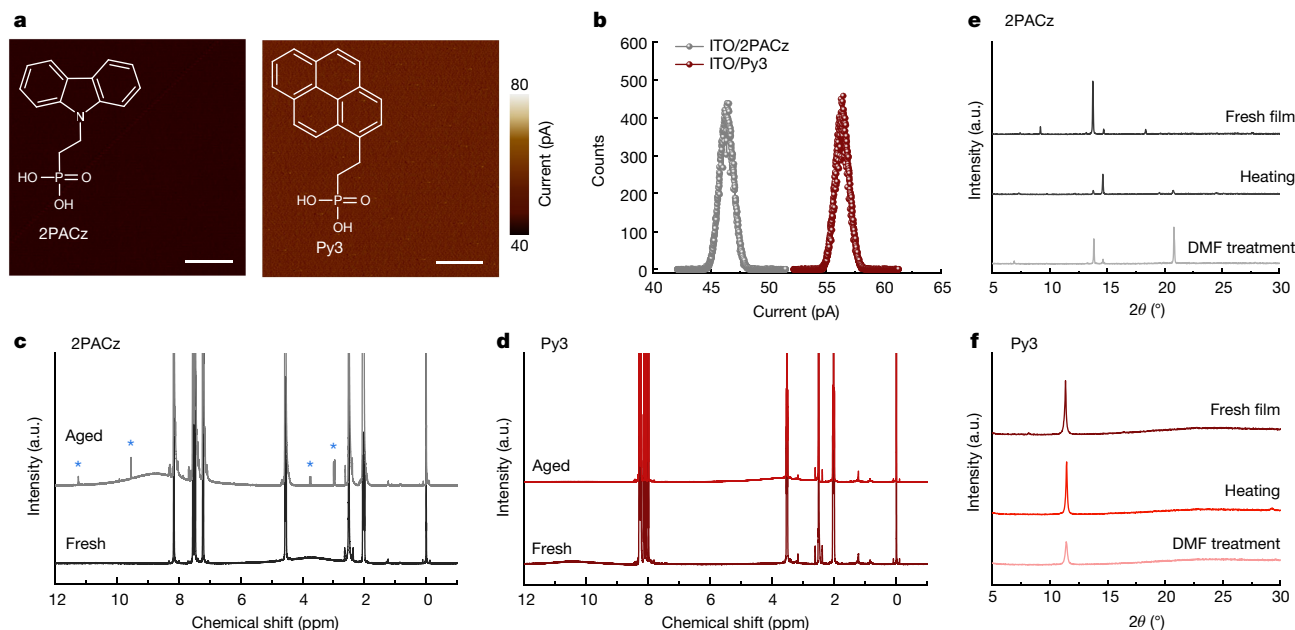 a
N
HO P O
OH
2PACz
HO P O
OH
Py3
80
Current (pA)
40
b
ITO/2PACz
ITO/Py3
600
500
400
300
200
100
0
Counts
40 45 50 55 60 65
Current (pA)
c 2PACz
Aged
* * * *
Fresh
Intensity (a.u.)
12 10 8 6 4 2 0
Chemical shift (ppm)
d Py3
Aged
Fresh
Intensity (a.u.)
12 10 8 6 4 2 0
Chemical shift (ppm)
e 2PACz
Fresh film
Heating
DMF treatment
Intensity (a.u.)
5 10 15 20 25 30
2θ (°)
f Py3
Fresh film
Heating
DMF treatment
Intensity (a.u.)
5 10 15 20 25 30
2θ (°)